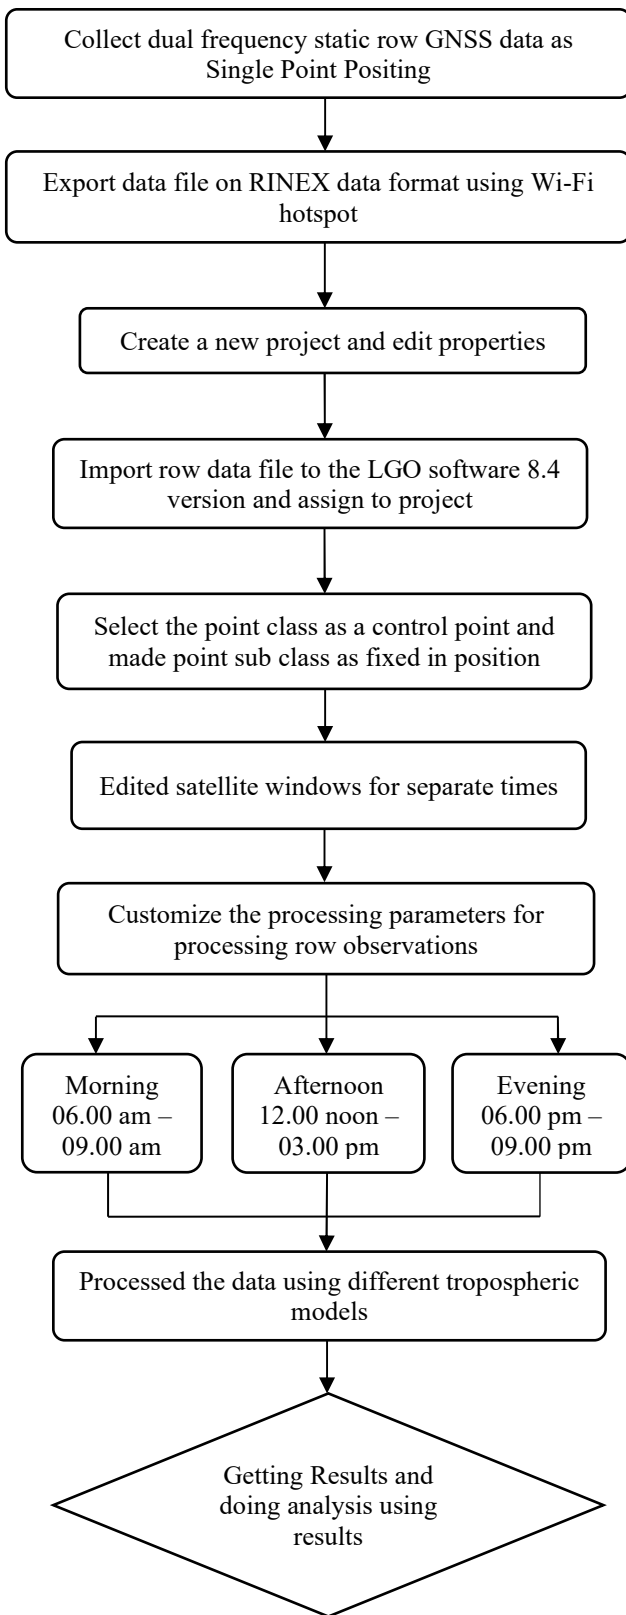 Collect dual frequency static row GNSS data as
Single Point Positing
Export data file on RINEX data format using Wi-Fi
hotspot
Create a new project and edit properties
Import row data file to the LGO software 8.4
version and assign to project
Select the point class as a control point and
made point sub class as fixed in position
Edited satellite windows for separate times
Customize the processing parameters for
processing row observations
Morning
06.00 am –
09.00 am
Afternoon
12.00 noon –
03.00 pm
Evening
06.00 pm –
09.00 pm
Processed the data using different tropospheric
models
Getting Results and
doing analysis using
results